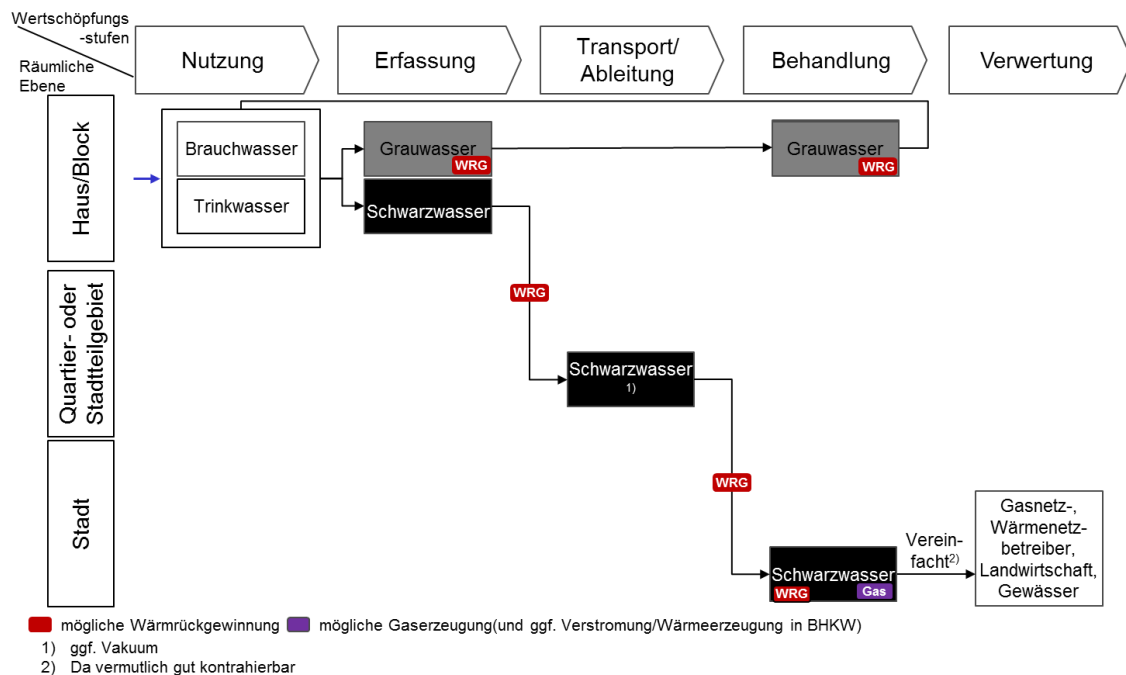 Wertschöpfungs
-stufen
Räumliche
Ebene
Nutzung
Erfassung
Transport/
Ableitung
Behandlung
Verwertung
Haus/Block
Brauchwasser
Trinkwasser
Grauwasser
WRG
Schwarzwasser
Grauwasser
WRG
WRG
Quartier- oder
Stadtteilgebiet
Schwarzwasser
1)
WRG
Stadt
Schwarzwasser
WRG
Gas
Verein-
facht2)
Gasnetz-,
Wärmenetz-
betreiber,
Landwirtschaft,
Gewässer
mögliche Wärmrückgewinnung
mögliche Gaserzeugung(und ggf. Verstromung/Wärmeerzeugung in BHKW)
1) ggf. Vakuum
2) Da vermutlich gut kontrahierbar